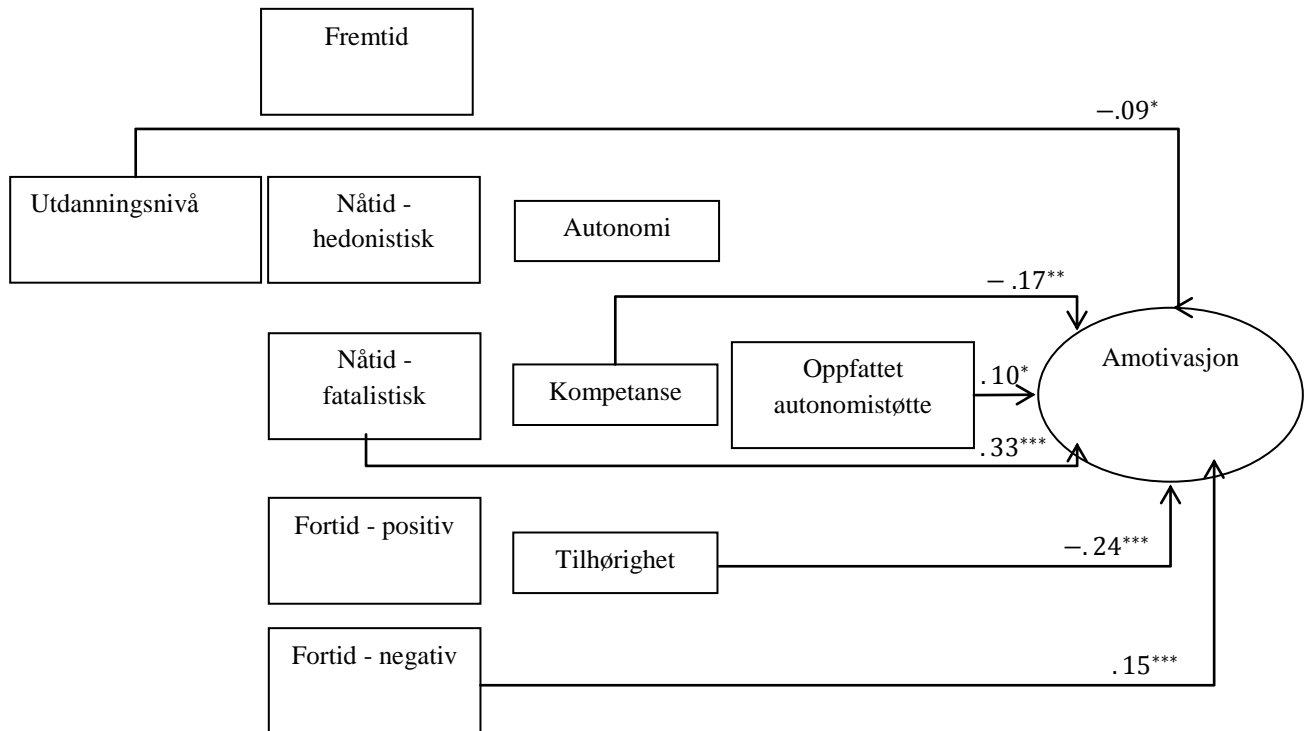 Fremtid
−.09*
Utdanningsnivå
Nåtid -
hedonistisk
Autonomi
− .17**
Nåtid -
fatalistisk
Kompetanse
Oppfattet
autonomistøtte
. 10*
Amotivasjon
. 33***
Fortid - positiv
Tilhørighet
−. 24***
Fortid - negativ
. 15***